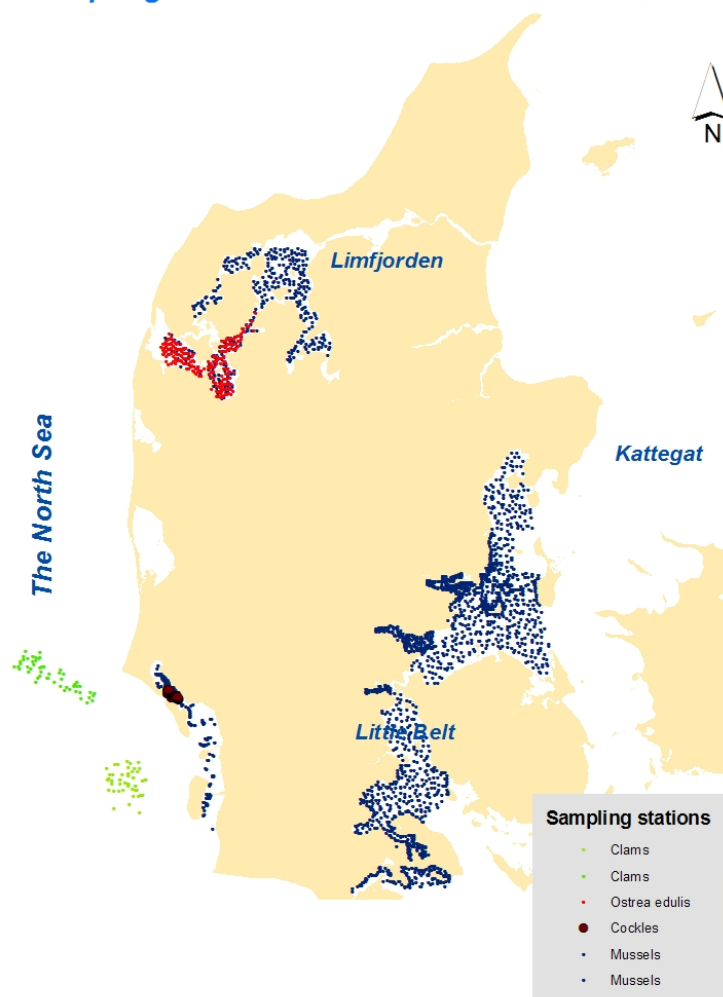 N
Limfjorden
Kattegat
The North Sea
Little Belt
Sampling stations
Clams
Clams
Ostrea edulis
Cockles
Mussels
Mussels